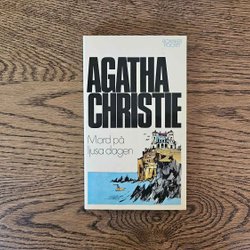 AGATHA
CHRISTIE
Mord på
ljusa dagen